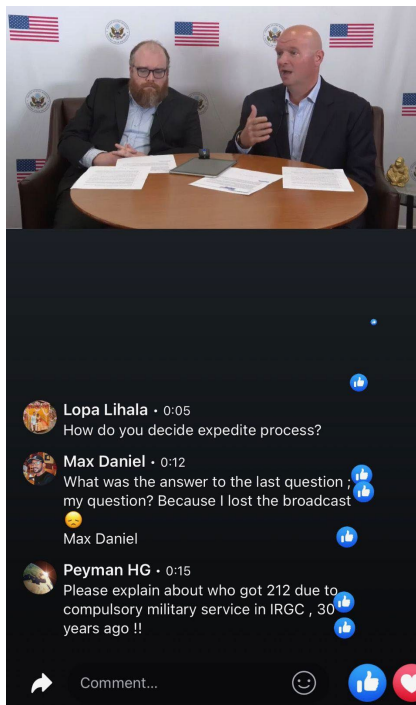 Lopa Lihala • 0:05
How do you decide expedite process?
Max Daniel • 0:12
What was the answer to the last question ;
my question? Because I lost the broadcast
😞
Max Daniel
Peyman HG • 0:15
Please explain about who got 212 due to
compulsory military service in IRGC , 30
years ago !!
Comment...